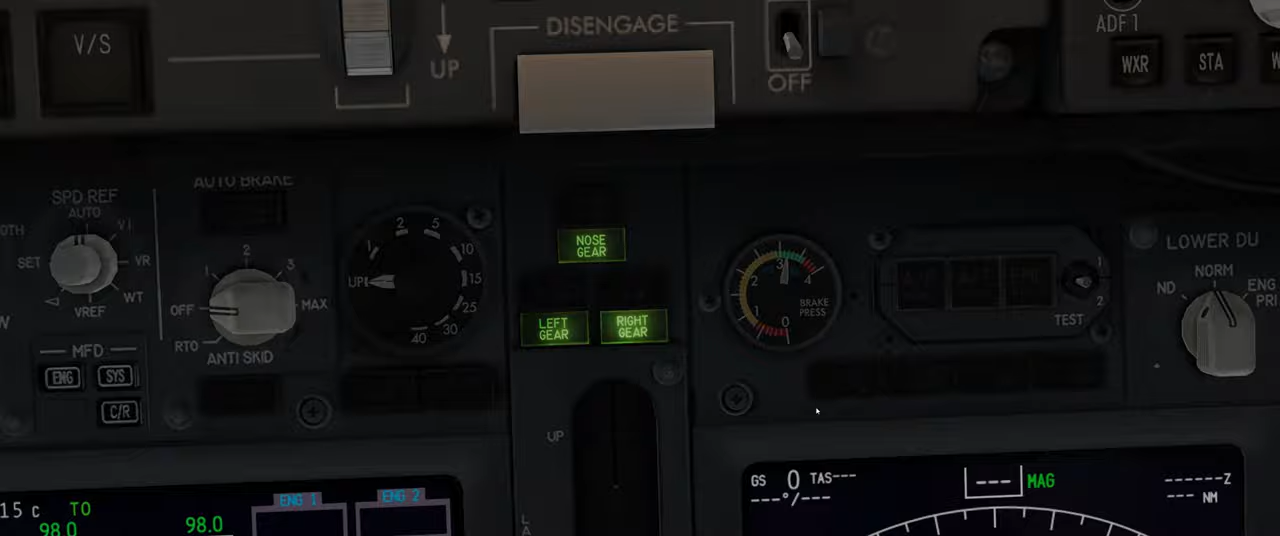 V/S
UP
DISENGAGE
OFF
ADF 1
WXR
STA
SPD REF
AUTO
V1
SET
VR
WT
VREF
AUTO BRAKE
2
1
3
OFF
MAX
RTO
ANTI SKID
MFD
ENG
SYS
C/R
2
5
1
10
UP
15
25
30
40
NOSE
GEAR
LEFT
GEAR
RIGHT
GEAR
UP
3
2
4
1
0
BRAKE
PRESS
1
2
TEST
LOWER DU
NORM
ND
ENG
PRI
15 c
TO
98.0
98.0
ENG 1
ENG 2
GS 0 TAS---
---°/---
---
MAG
------Z
--- NM